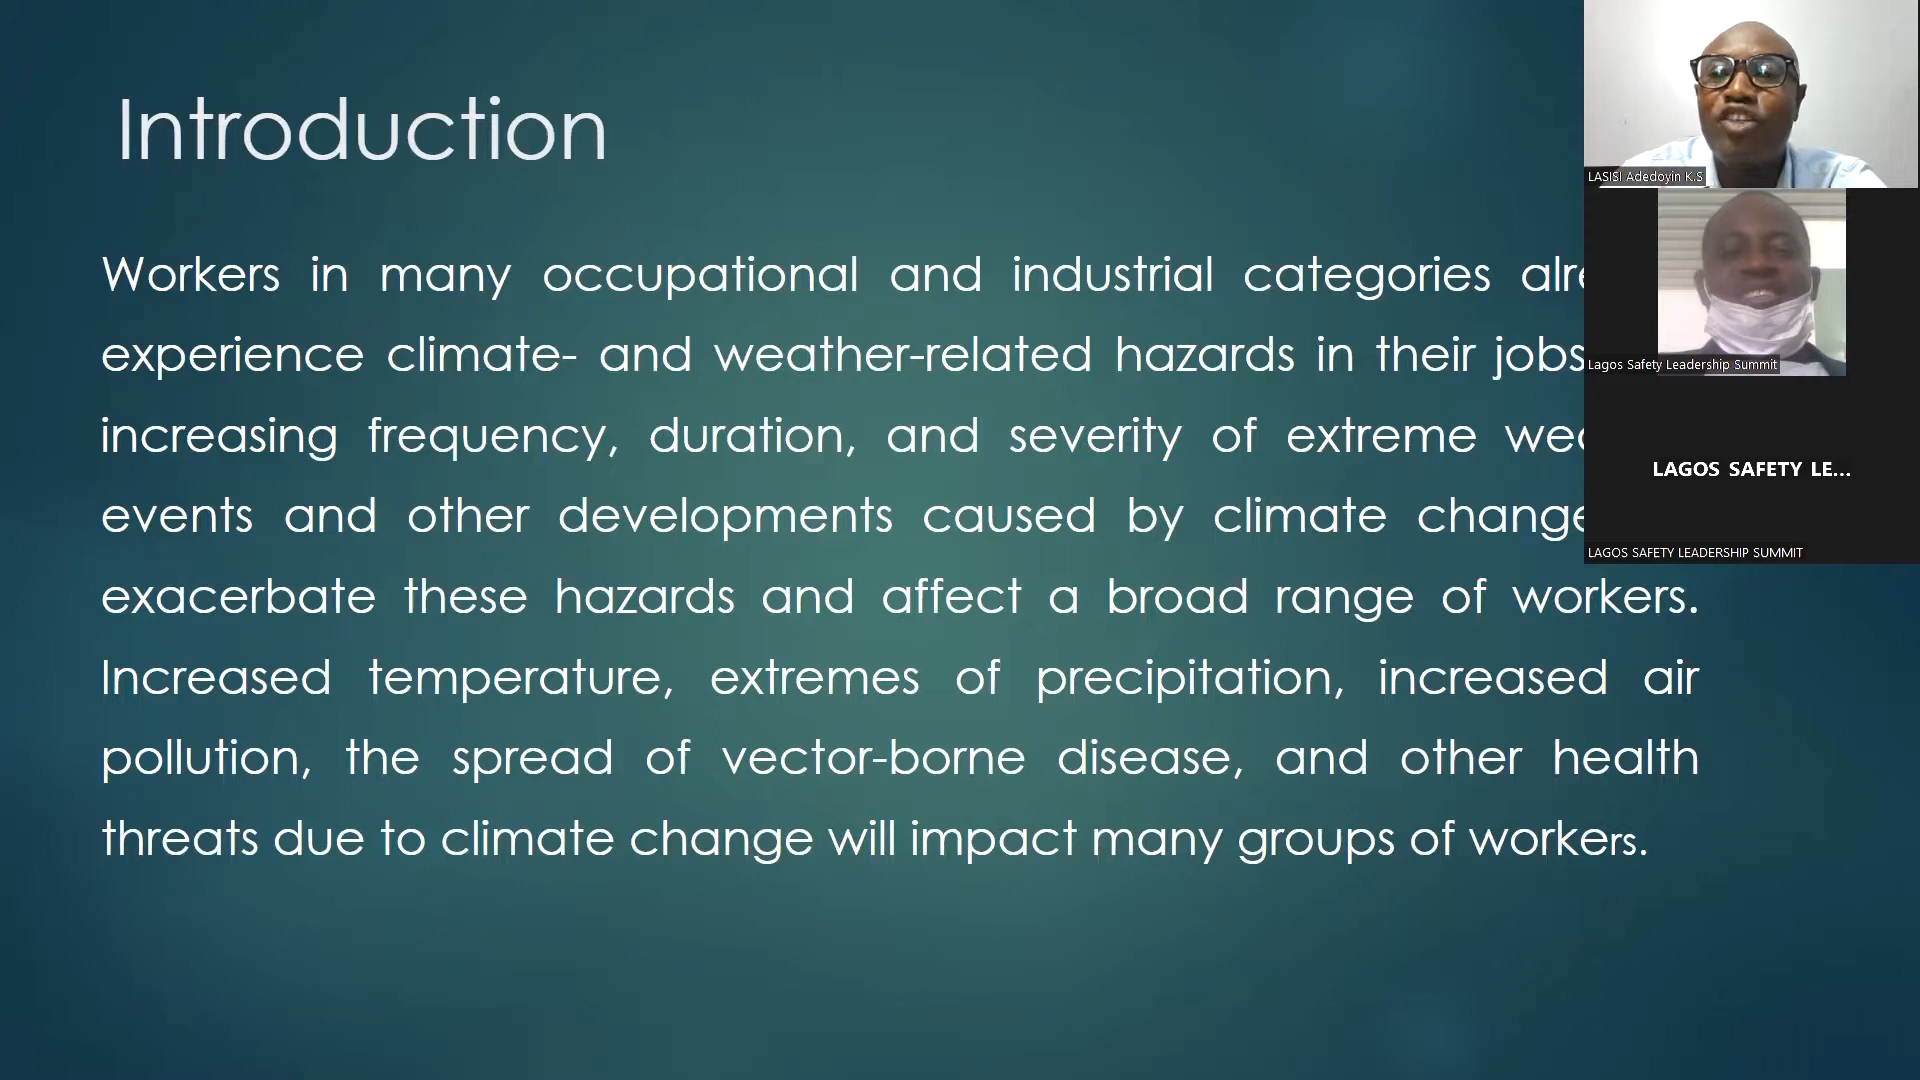 Introduction
Workers in many occupational and industrial categories
experience climate- and weather-related hazards in their jobs
increasing frequency, duration, and severity of extreme
events and other developments caused by climate change
exacerbate these hazards and affect a broad range of workers.
Increased temperature, extremes of precipitation, increased air
pollution, the spread of vector-borne disease, and other health
threats due to climate change will impact many groups of workers.
LASISI Adedoyin K.S
Lagos Safety Leadership Summit
LAGOS SAFETY LE...
LAGOS SAFETY LEADERSHIP SUMMIT